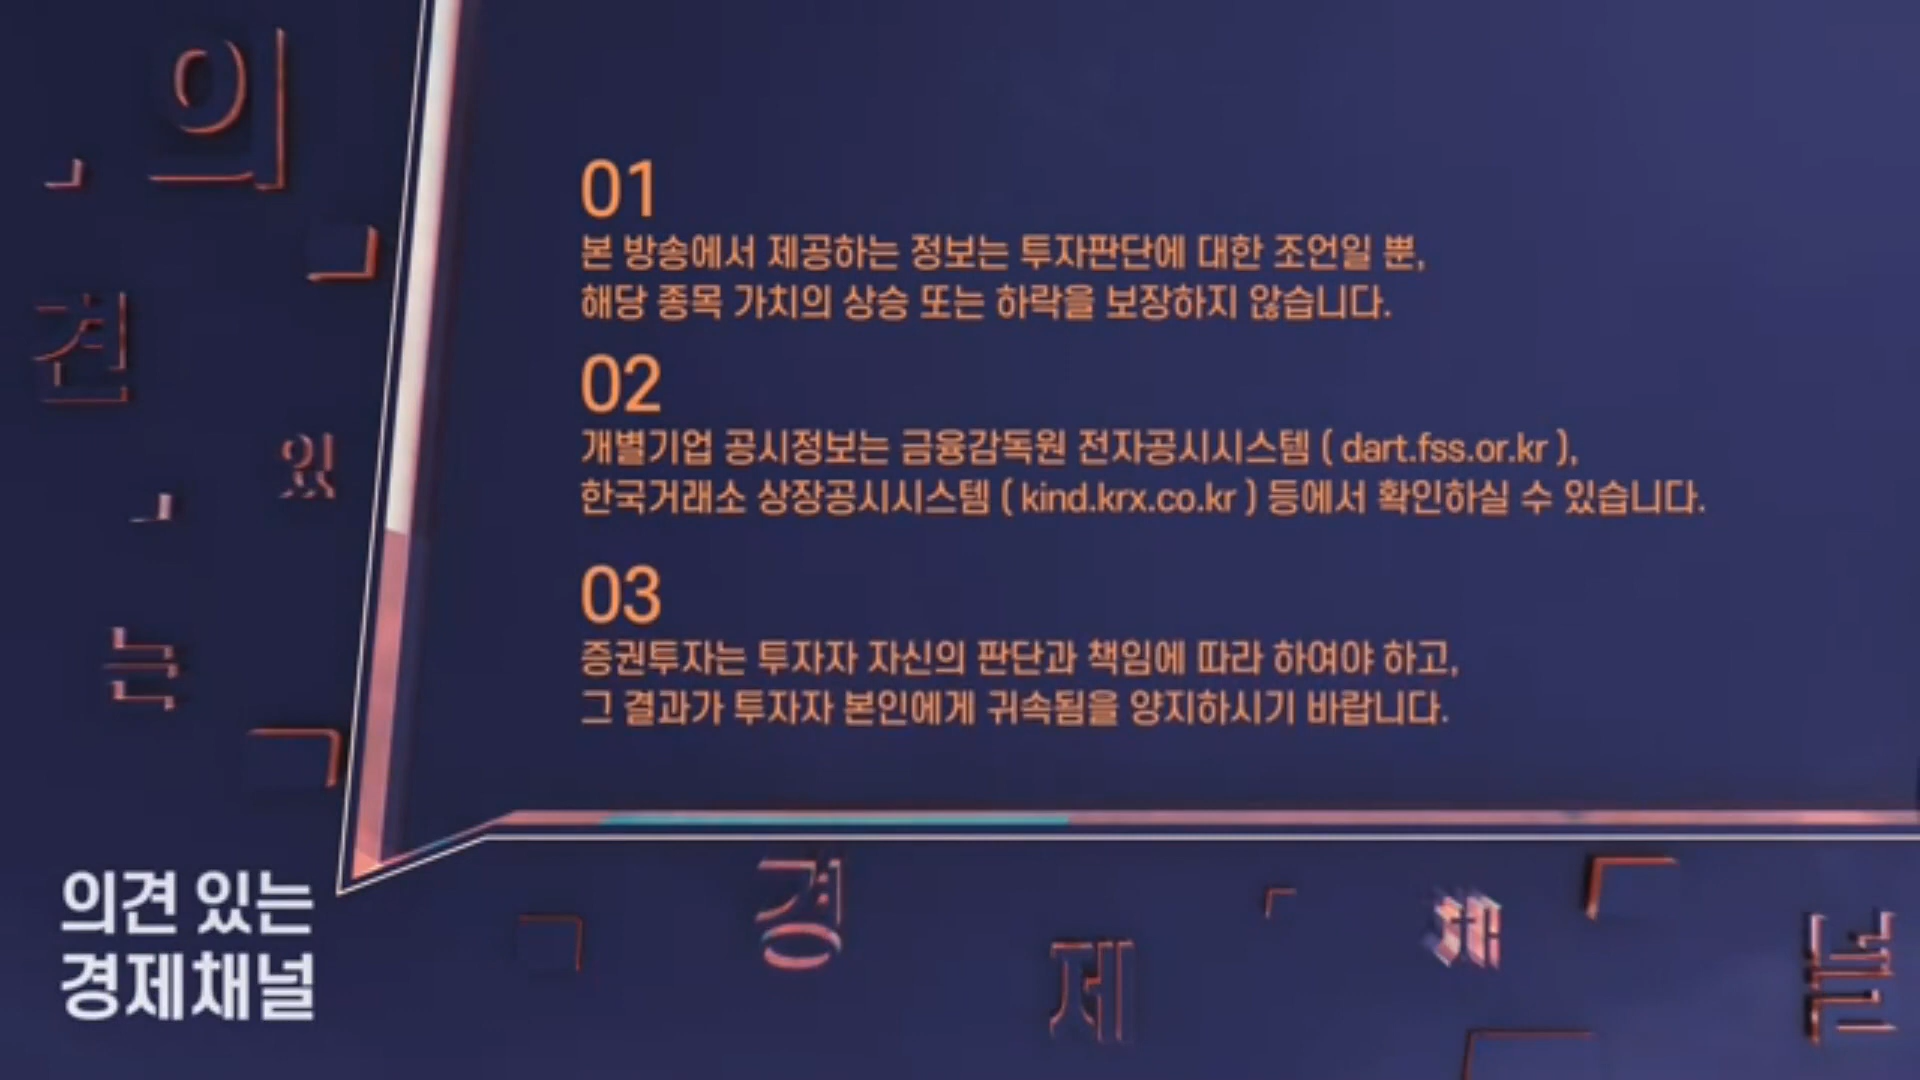 01
본 방송에서 제공하는 정보는 투자판단에 대한 조언일 뿐,
해당 종목 가치의 상승 또는 하락을 보장하지 않습니다.
02
개별기업 공시정보는 금융감독원 전자공시시스템 ( dart.fss.or.kr ),
한국거래소 상장공시시스템 ( kind.krx.co.kr ) 등에서 확인하실 수 있습니다.
03
증권투자는 투자자 자신의 판단과 책임에 따라 하여야 하고,
그 결과가 투자자 본인에게 귀속됨을 양지하시기 바랍니다.
의견 있는
경제채널
의
견
있
는
경
제
채
널